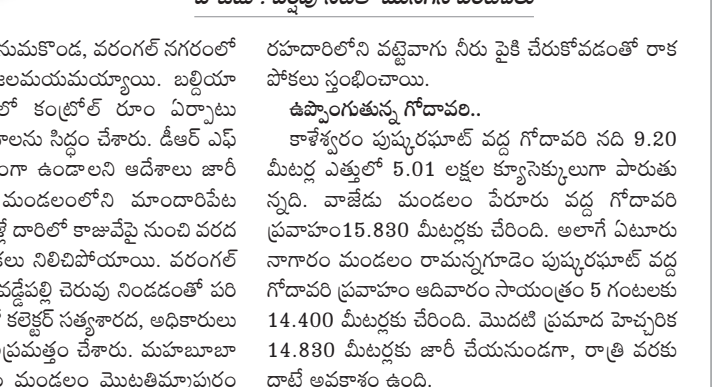 నుమకొండ, వరంగల్ నగరంలో
జలమయమయ్యాయి. బల్దియా
లో కంట్రోల్ రూం ఏర్పాటు
లను సిద్ధం చేశారు. డీఆర్ ఎఫ్
ంగా ఉండాలని ఆదేశాలు జారీ
మండలంలోని మాందారిపేట
్లే దారిలో కాజువేపై నుంచి వరద
కలు నిలిచిపోయాయి. వరంగల్
వడ్డేపల్లి చెరువు నిండడంతో పరి
కలెక్టర్ సత్యశారద, అధికారులు
ప్రమత్తం చేశారు. మహబూబా
మండలం మొట్లతిమ్మాపురం
రహదారిలోని వట్టెవాగు నీరు పైకి చేరుకోవడంతో రాక
పోకలు స్తంభించాయి.
ఉప్పొంగుతున్న గోదావరి..
కాళేశ్వరం పుష్కరఘాట్ వద్ద గోదావరి నది 9.20
మీటర్ల ఎత్తులో 5.01 లక్షల క్యూసెక్కులుగా పారుతు
న్నది. వాజేడు మండలం పేరూరు వద్ద గోదావరి
ప్రవాహం15.830 మీటర్లకు చేరింది. అలాగే ఏటూరు
నాగారం మండలం రామన్నగూడెం పుష్కరఘాట్ వద్ద
గోదావరి ప్రవాహం ఆదివారం సాయంత్రం 5 గంటలకు
14.400 మీటర్లకు చేరింది. మొదటి ప్రమాద హెచ్చరిక
14.830 మీటర్లకు జారీ చేయనుండగా, రాత్రి వరకు
దాటే అవకాశం ఉంది.